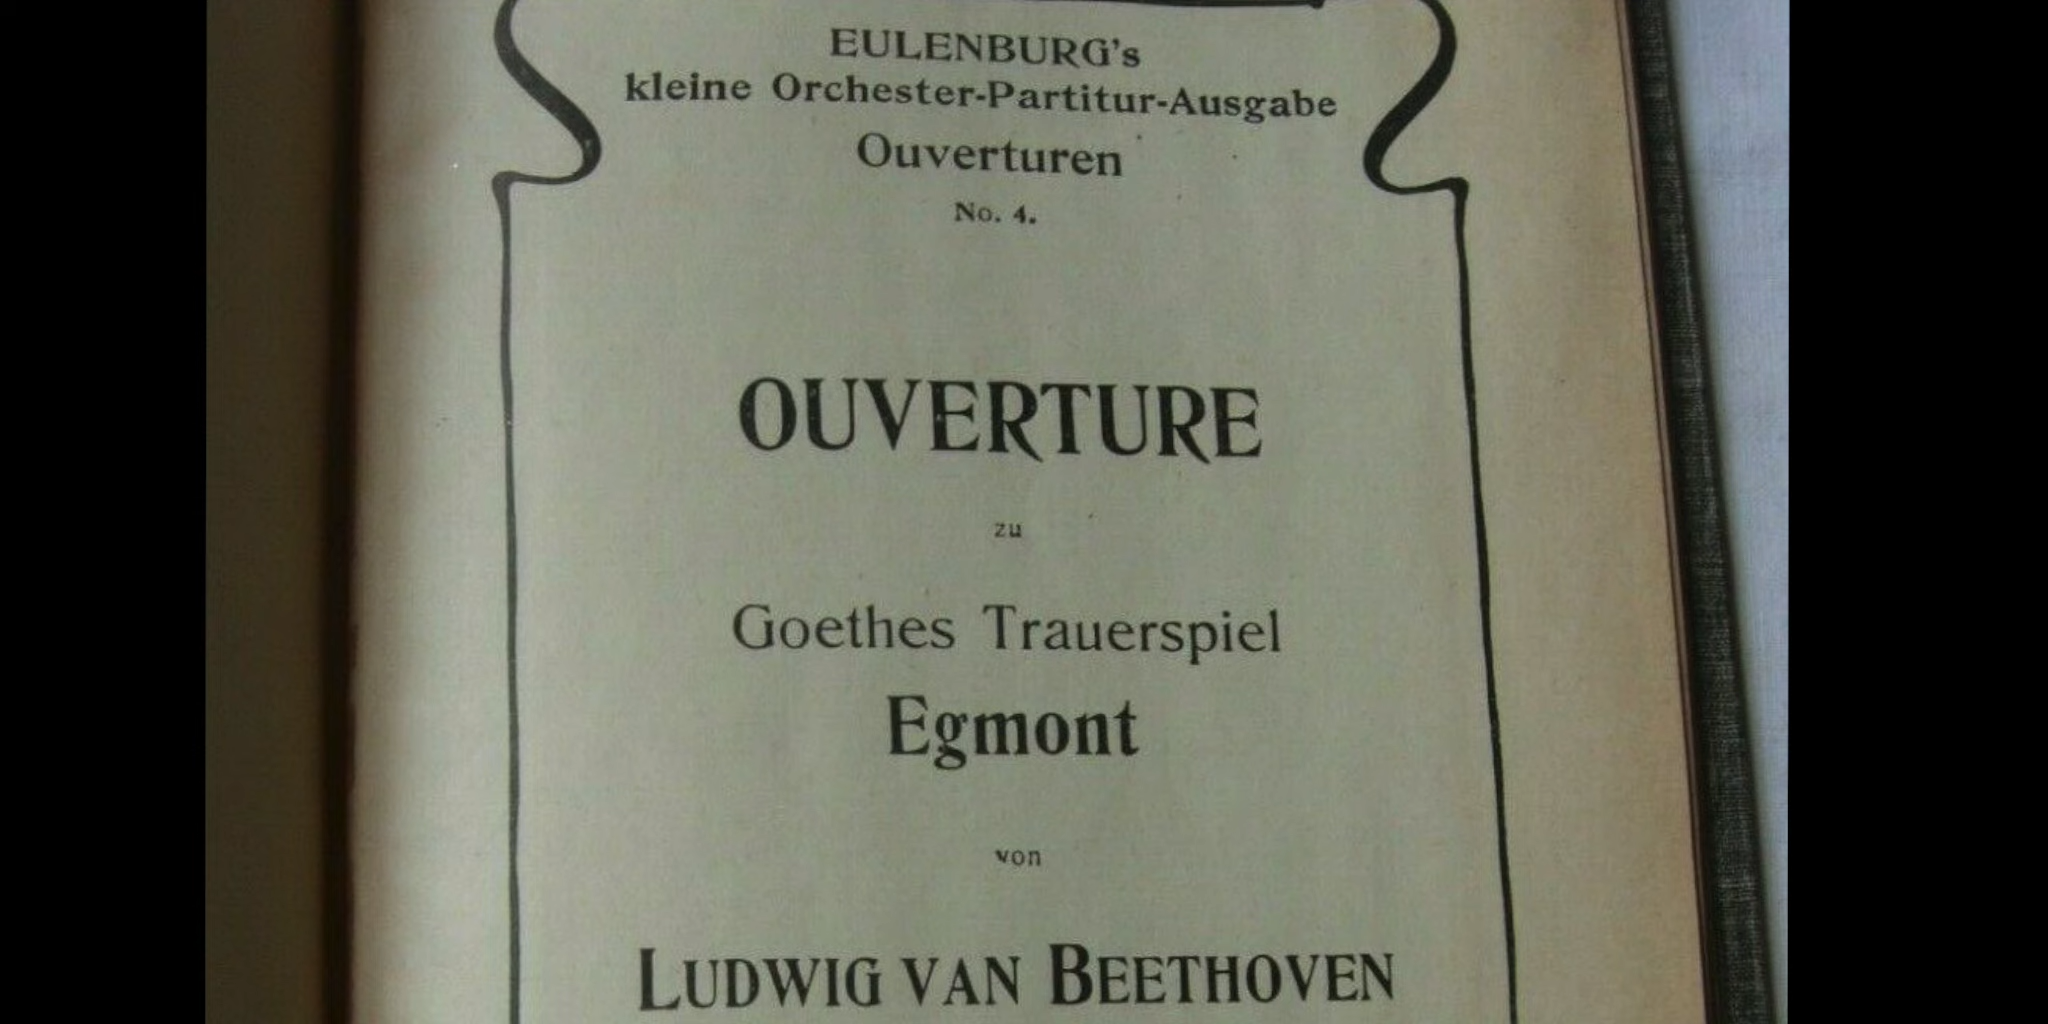 EULENBURG's
kleine Orchester-Partitur-Ausgabe
Ouverturen
No. 4.
OUVERTURE
zu
Goethes Trauerspiel
Egmont
von
LUDWIG VAN BEETHOVEN